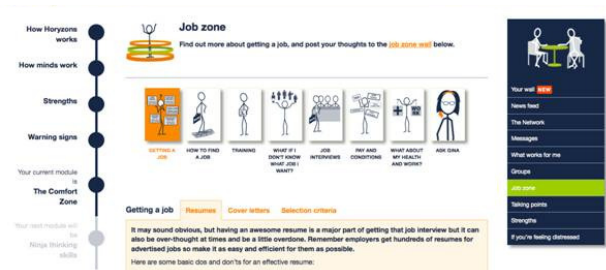 How Horyzons
works
How minds work
Strengths
Warning signs
Your current module
is
The Comfort
Zone
Your next module will
be
Ninja thinking
skills
Job zone
Find out more about getting a job, and post your thoughts to the job zone wall below.
GETTING A
JOB
HOW TO FIND
A JOB
TRAINING
WHAT IF I
DON'T KNOW
WHAT JOB I
WANT?
JOB
INTERVIEWS
PAY AND
CONDITIONS
WHAT ABOUT
MY HEALTH
AND WORK?
ASK GINA
Getting a job
Resumes
Cover letters
Selection criteria
It may sound obvious, but having an awesome resume is a major part of getting that job interview but it can
also be over-thought at times and be a little overdone. Remember employers get hundreds of resumes for
advertised jobs so make it as easy and efficient for them as possible.
Here are some basic dos and don'ts for an effective resume:
Your wall NEW
News feed
The Network
Messages
What works for me
Groups
Job zone
Talking points
Strengths
If you're feeling distressed